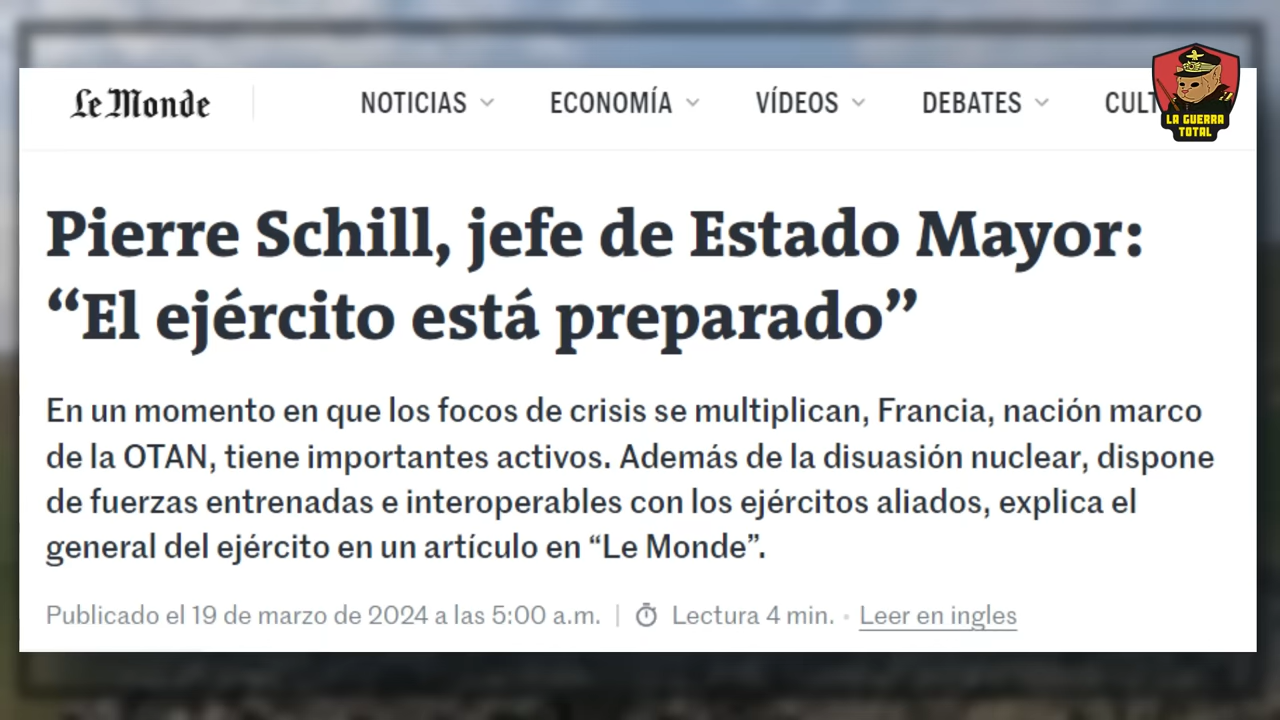 Le Monde
NOTICIAS ECONOMÍA VÍDEOS DEBATES CULT
LA GUERRA
TOTAL
Pierre Schill, jefe de Estado Mayor:
“El ejército está preparado”
En un momento en que los focos de crisis se multiplican, Francia, nación marco
de la OTAN, tiene importantes activos. Además de la disuasión nuclear, dispone
de fuerzas entrenadas e interoperables con los ejércitos aliados, explica el
general del ejército en un artículo en “Le Monde”.
Publicado el 19 de marzo de 2024 a las 5:00 a.m. | Lectura 4 min. • Leer en ingles